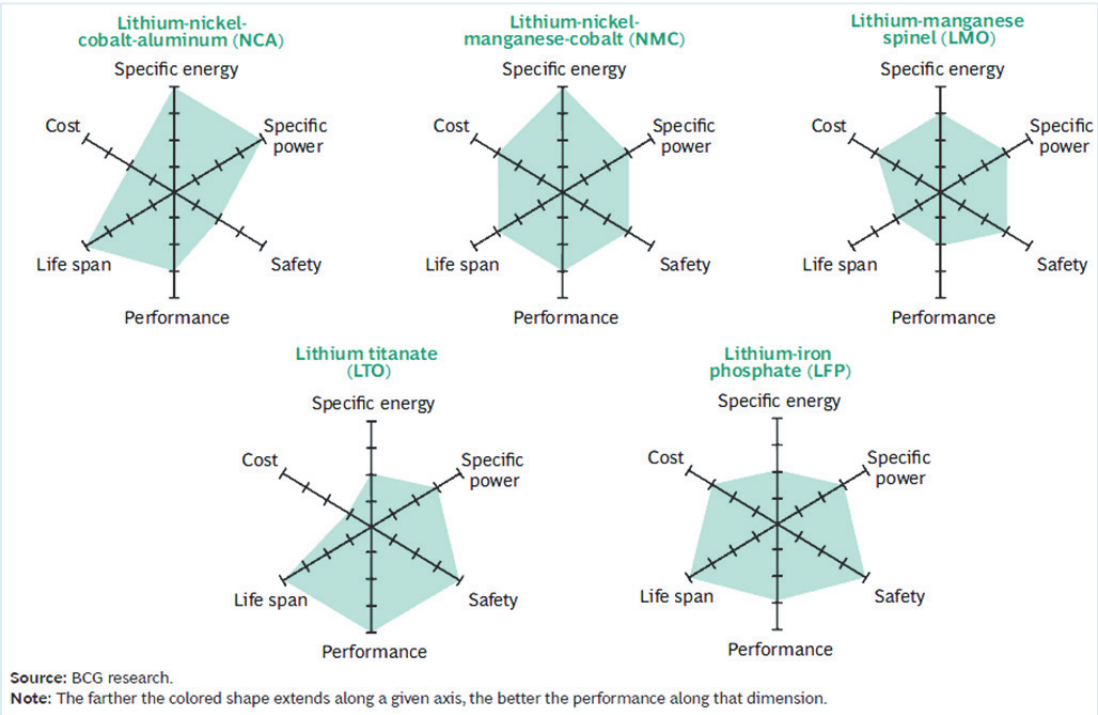 Lithium-nickel-
cobalt-aluminum (NCA)
Specific energy
Cost
Specific
power
Life span
Safety
Performance
Lithium-nickel-
manganese-cobalt (NMC)
Specific energy
Cost
Specific
power
Life span
Safety
Performance
Lithium-manganese
spinel (LMO)
Specific energy
Cost
Specific
power
Life span
Safety
Performance
Lithium titanate
(LTO)
Specific energy
Cost
Specific
power
Life span
Safety
Performance
Lithium-iron
phosphate (LFP)
Specific energy
Cost
Specific
power
Life span
Safety
Performance
Source: BCG research.
Note: The farther the colored shape extends along a given axis, the better the performance along that dimension.